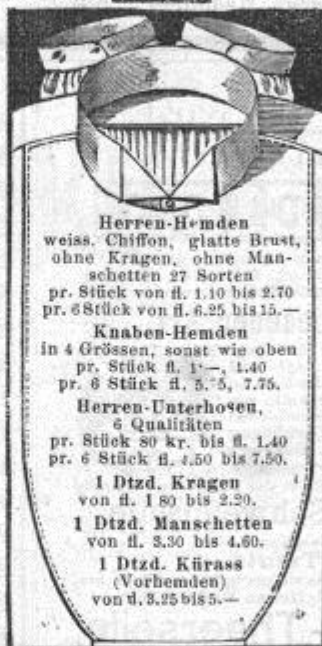 Herren-Hemden
weiss. Chiffon, glatte Brust,
ohne Kragen, ohne Man-
schetten 27 Sorten
pr. Stück von fl. 1.10 bis 2.70
pr. 6 Stück von fl. 6.25 bis 15.—
Knaben-Hemden
in 4 Grössen, sonst wie oben
pr. Stück fl. 1·—, 1.40
pr. 6 Stück fl. 7.75.
Herren-Unterhosen,
6 Qualitäten
pr. Stück 80 kr. bis fl. 1.40
pr. 6 Stück fl. 4.50 bis 7.50.
1 Dtzd. Kragen
von fl. 1 80 bis 2.20.
1 Dtzd. Manschetten
von fl. 3.30 bis 4.60.
1 Dtzd. Kürass
(Vorhemden)
von fl. 3.25 bis 5.—